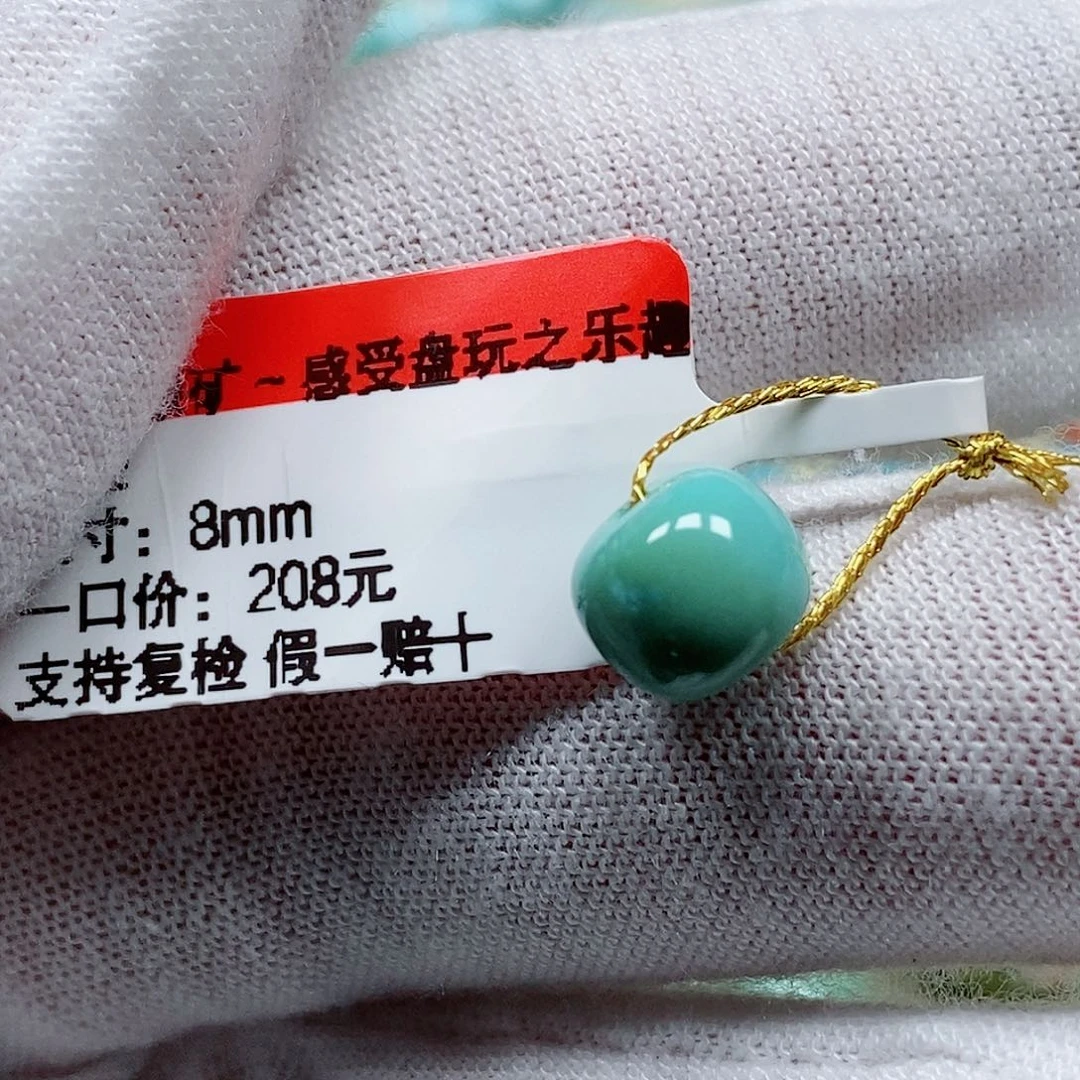 矿~感受盘玩之乐趣
寸：8mm
一口价：208元
支持复检 假一赔十